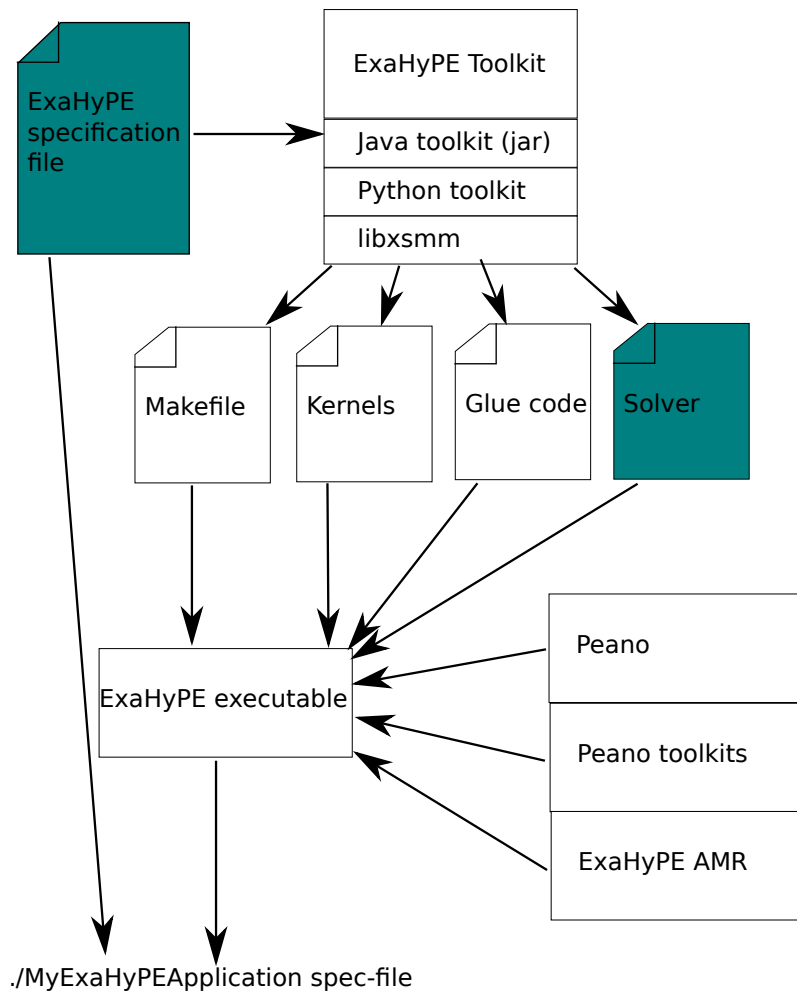 ExaHyPE Toolkit
ExaHyPE
specification
file
Java toolkit (jar)
Python toolkit
libxsmm
Makefile
Kernels
Glue code
Solver
Peano
ExaHyPE executable
Peano toolkits
ExaHyPE AMR
./MyExaHyPEApplication spec-file